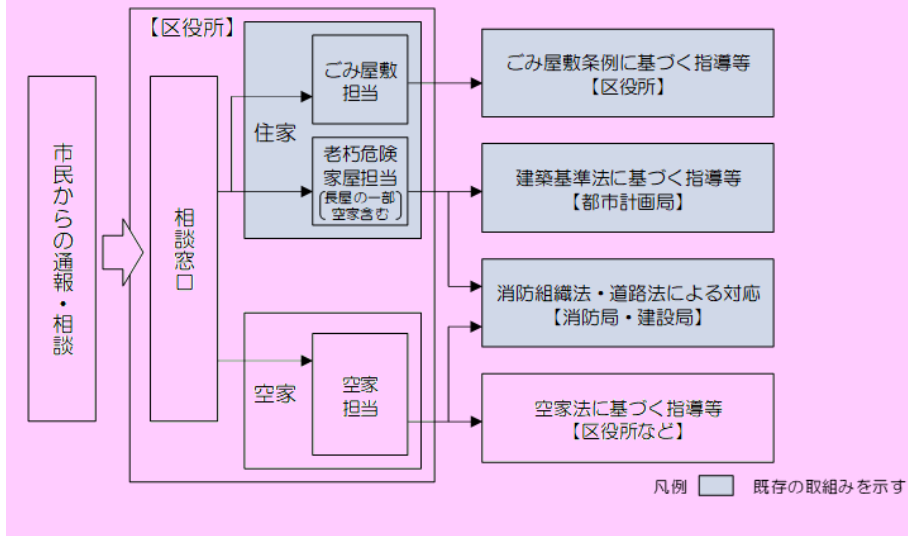 【区役所】
市民からの通報・相談
相談窓口
住家
ごみ屋敷
担当
老朽危険
家屋担当
(長屋の一部
空家含む)
空家
空家
担当
ごみ屋敷条例に基づく指導等
【区役所】
建築基準法に基づく指導等
【都市計画局】
消防組織法・道路法による対応
【消防局・建設局】
空家法に基づく指導等
【区役所など】
凡例 既存の取組みを示す